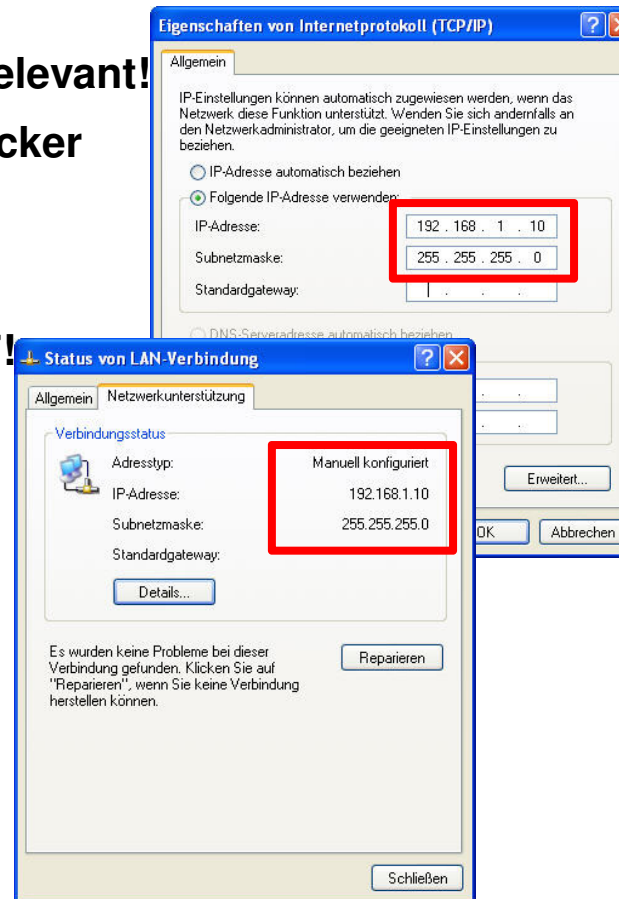 elevant!
cker
!
Eigenschaften von Internetprotokoll (TCP/IP)
Allgemein
IP-Einstellungen können automatisch zugewiesen werden, wenn das
Netzwerk diese Funktion unterstützt. Wenden Sie sich andernfalls an
den Netzwerkadministrator, um die geeigneten IP-Einstellungen zu
beziehen.
IP-Adresse automatisch beziehen
Folgende IP-Adresse verwenden:
IP-Adresse: 192 . 168 . 1 . 10
Subnetzmaske: 255 . 255 . 255 . 0
Standardgateway: . . .
DNS-Serveradresse automatisch beziehen
. .
. .
Erweitert...
OK Abbrechen
Status von LAN-Verbindung
Allgemein Netzwerkunterstützung
Verbindungsstatus
Adresstyp: Manuell konfiguriert
IP-Adresse: 192.168.1.10
Subnetzmaske: 255.255.255.0
Standardgateway:
Details...
Es wurden keine Probleme bei dieser
Verbindung gefunden. Klicken Sie auf
"Reparieren", wenn Sie keine Verbindung
herstellen können.
Reparieren
Schließen